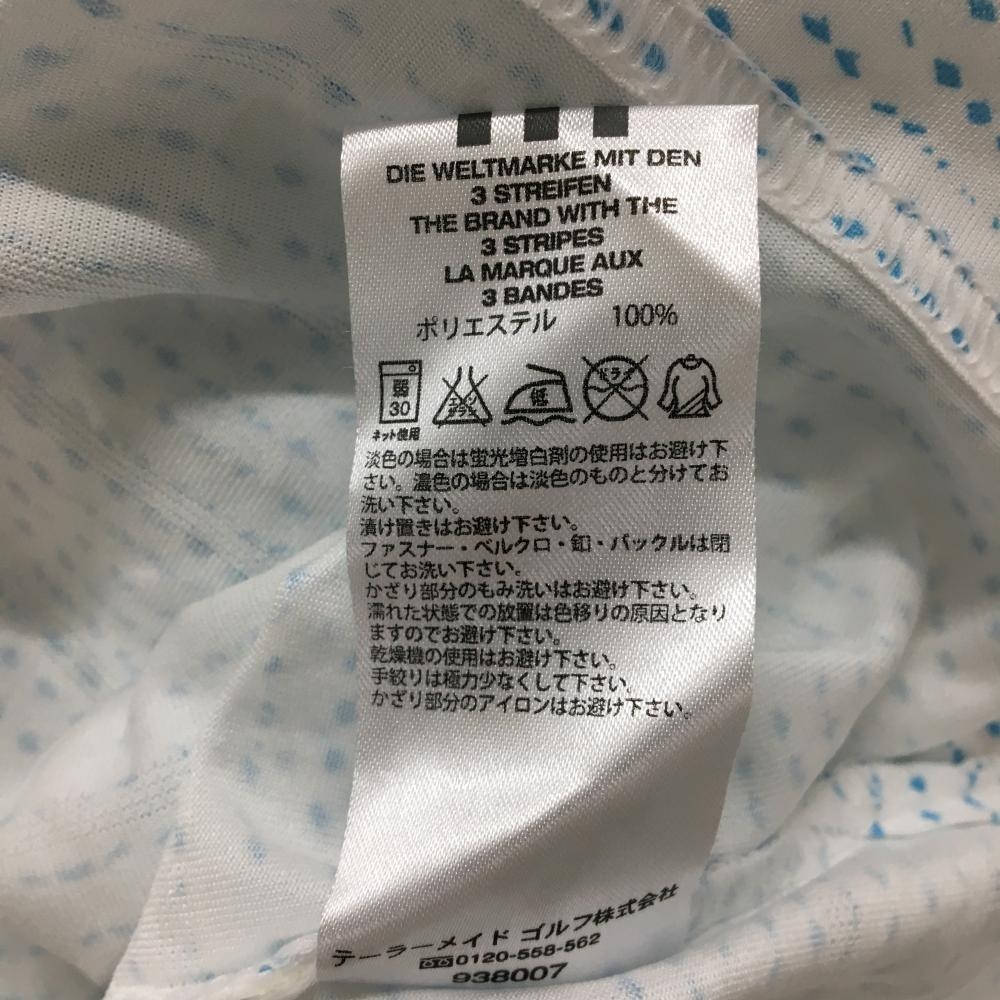 DIE WELTMARKE MIT DEN
3 STREIFEN
THE BRAND WITH THE
3 STRIPES
LA MARQUE AUX
3 BANDES
ポリエステル 100%
弱
30
エンソ
サラシ
低
ドライ
ネット使用
淡色の場合は蛍光増白剤の使用はお避け下
さい。濃色の場合は淡色のものと分けてお
洗い下さい。
漬け置きはお避け下さい。
ファスナー・ベルクロ・釦・バックルは閉
じてお洗い下さい。
かざり部分のもみ洗いはお避け下さい。
濡れた状態での放置は色移りの原因となり
ますのでお避け下さい。
乾燥機の使用はお避け下さい。
手絞りは極力少なくして下さい。
かざり部分のアイロンはお避け下さい。
テーラーメイド ゴルフ株式会社
0120-558-562
938007